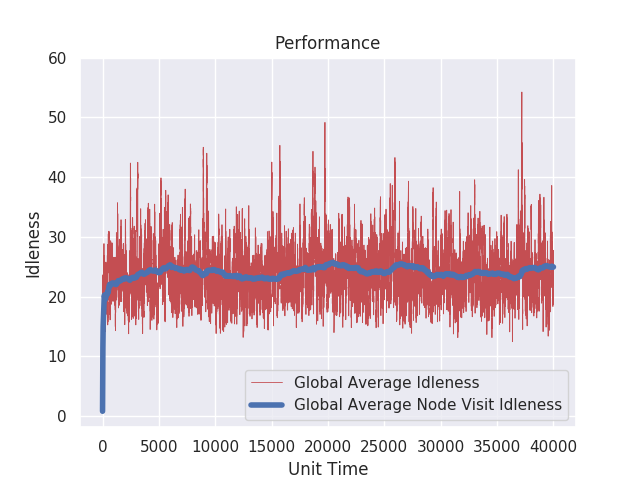 Performance
60
50
40
30
20
10
0
Idleness
Global Average Idleness
Global Average Node Visit Idleness
0 5000 10000 15000 20000 25000 30000 35000 40000
Unit Time